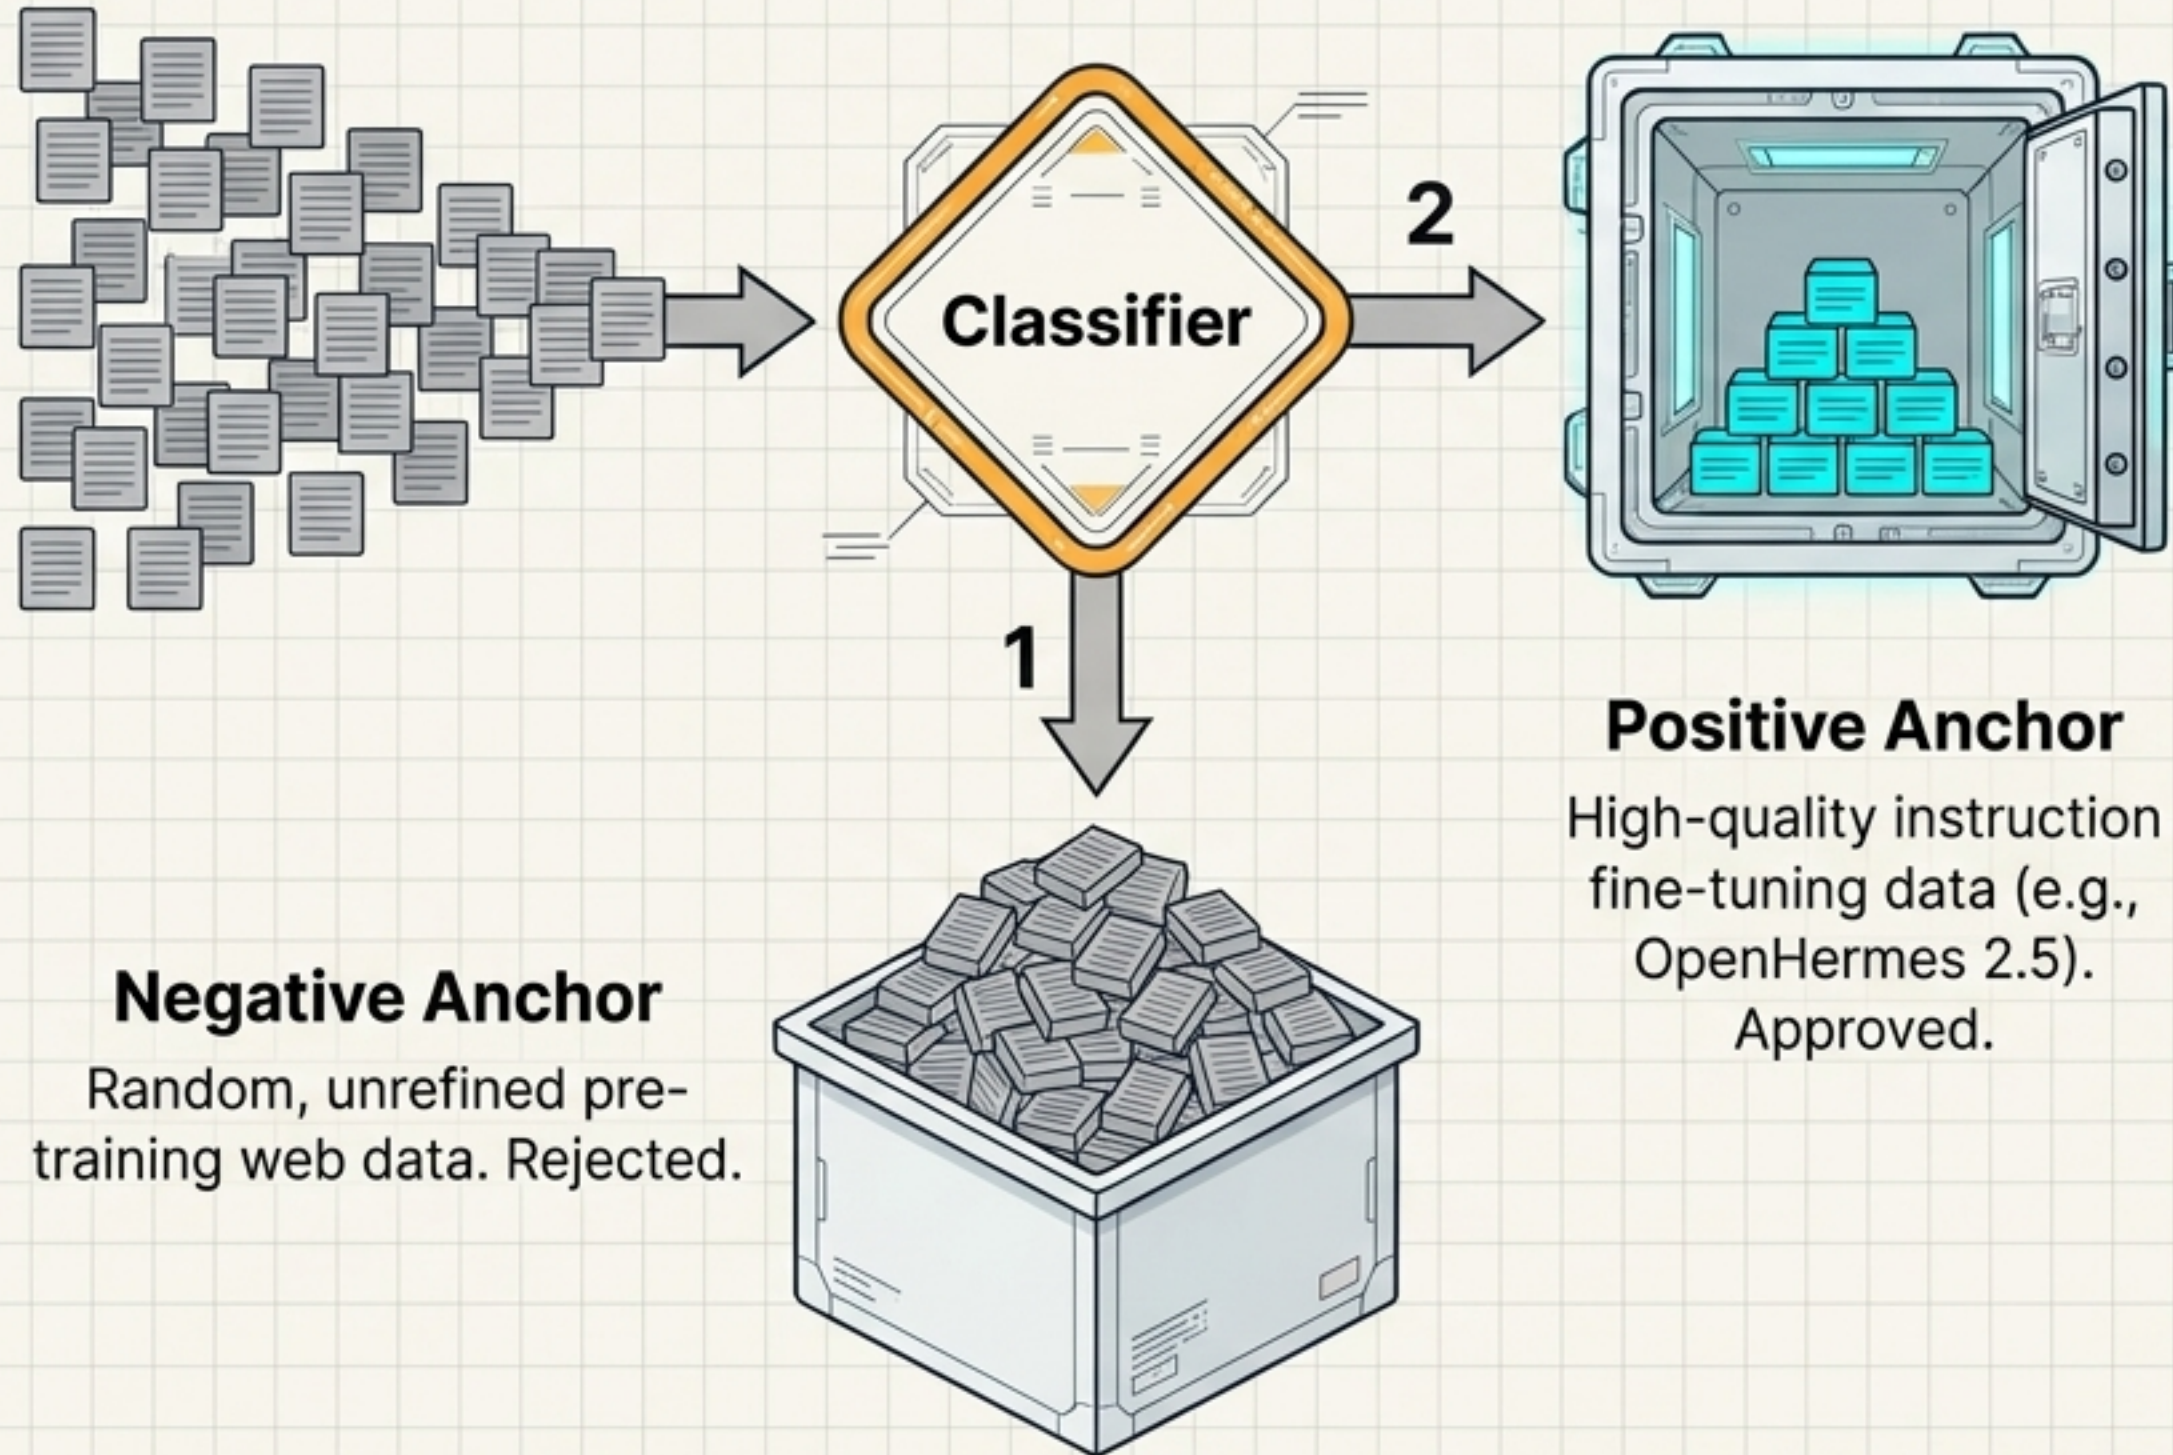 Classifier
2
1
Positive Anchor
High-quality instruction
fine-tuning data (e.g.,
OpenHermes 2.5).
Approved.
Negative Anchor
Random, unrefined pre-
training web data. Rejected.